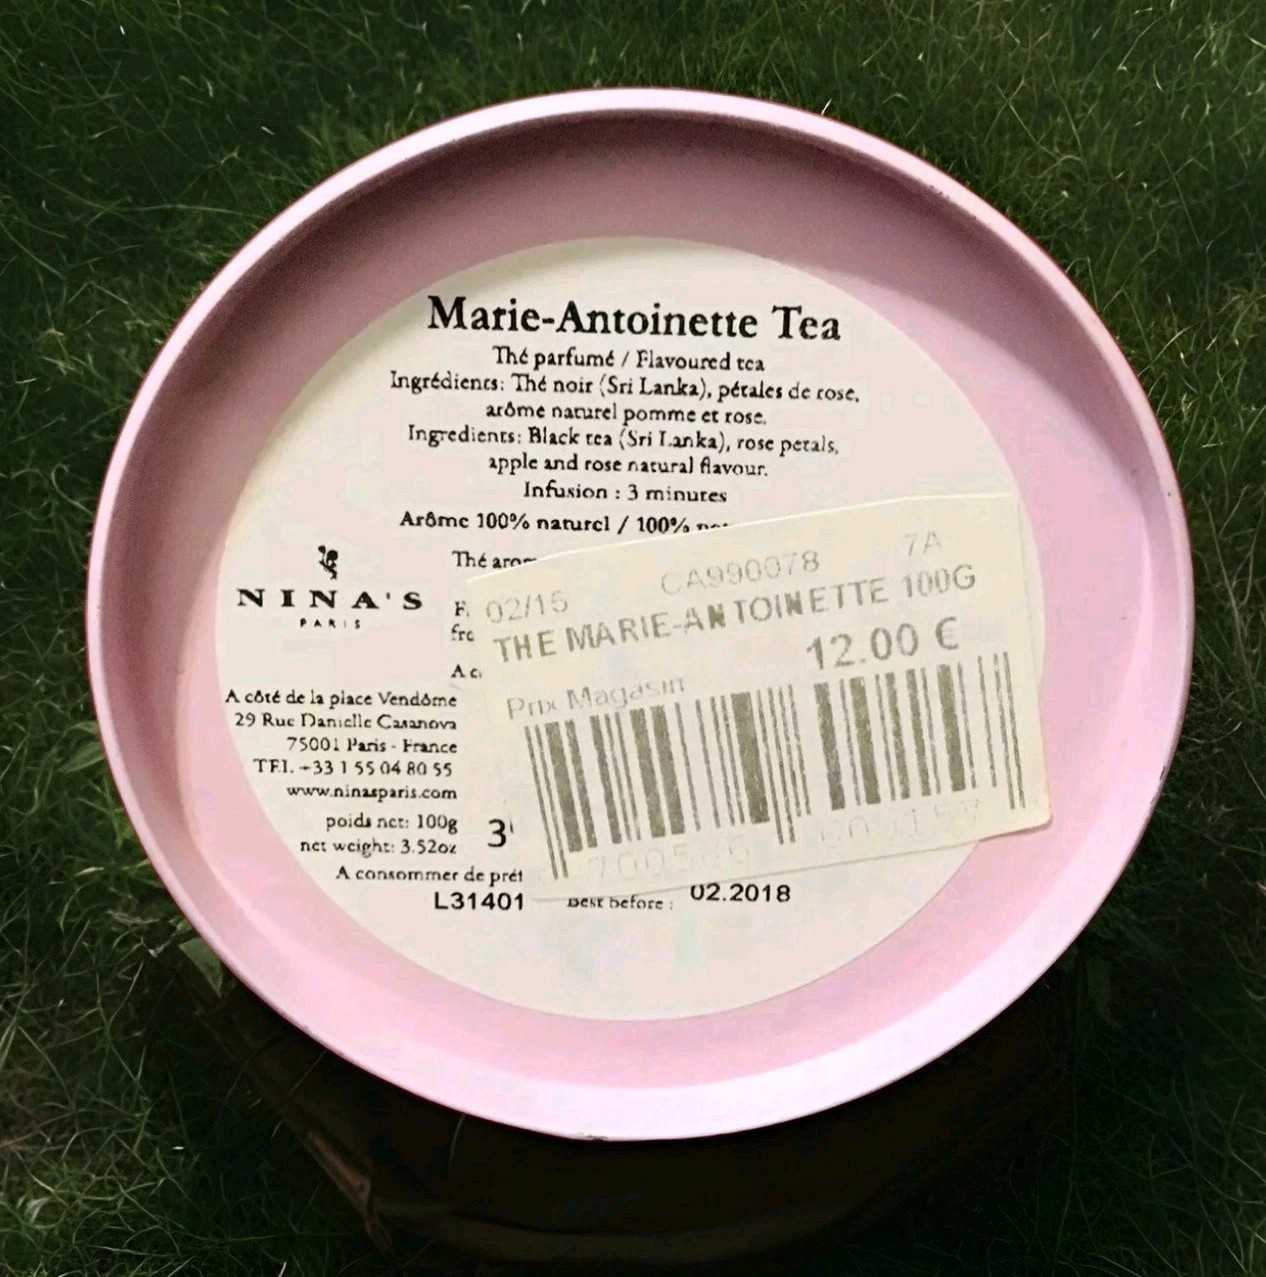 Marie-Antoinette Tea
Thé parfumé / Flavoured tea
Ingrédients: Thé noir (Sri Lanka), pétales de rose,
arôme naturel pomme et rose.
Ingredients: Black tea (Sri Lanka), rose petals,
apple and rose natural flavour.
Infusion : 3 minutes
Arôme 100% naturel / 100%
Thé
NINA'S
PARIS
A côté de la place Vendôme
29 Rue Danielle Casanova
75001 Paris - France
TEL. +33 1 55 04 80 55
www.ninasparis.com
poids net: 100g
net weight: 3.52oz
3
A consommer de
L31401
Best before : 02.2018
CA990078 7A
02/15
THE MARIE-ANTOINETTE 100G
12.00 €
Prix Magasin